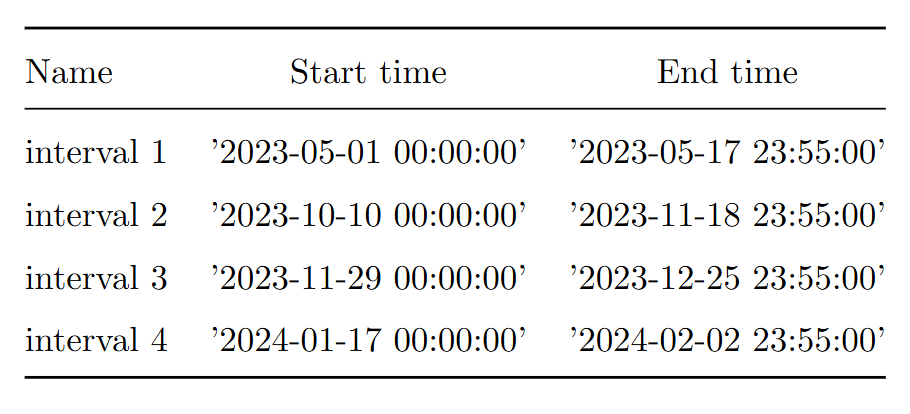 Name Start time End time
interval 1 ’2023-05-01 00:00:00’ ’2023-05-17 23:55:00’
interval 2 ’2023-10-10 00:00:00’ ’2023-11-18 23:55:00’
interval 3 ’2023-11-29 00:00:00’ ’2023-12-25 23:55:00’
interval 4 ’2024-01-17 00:00:00’ ’2024-02-02 23:55:00’